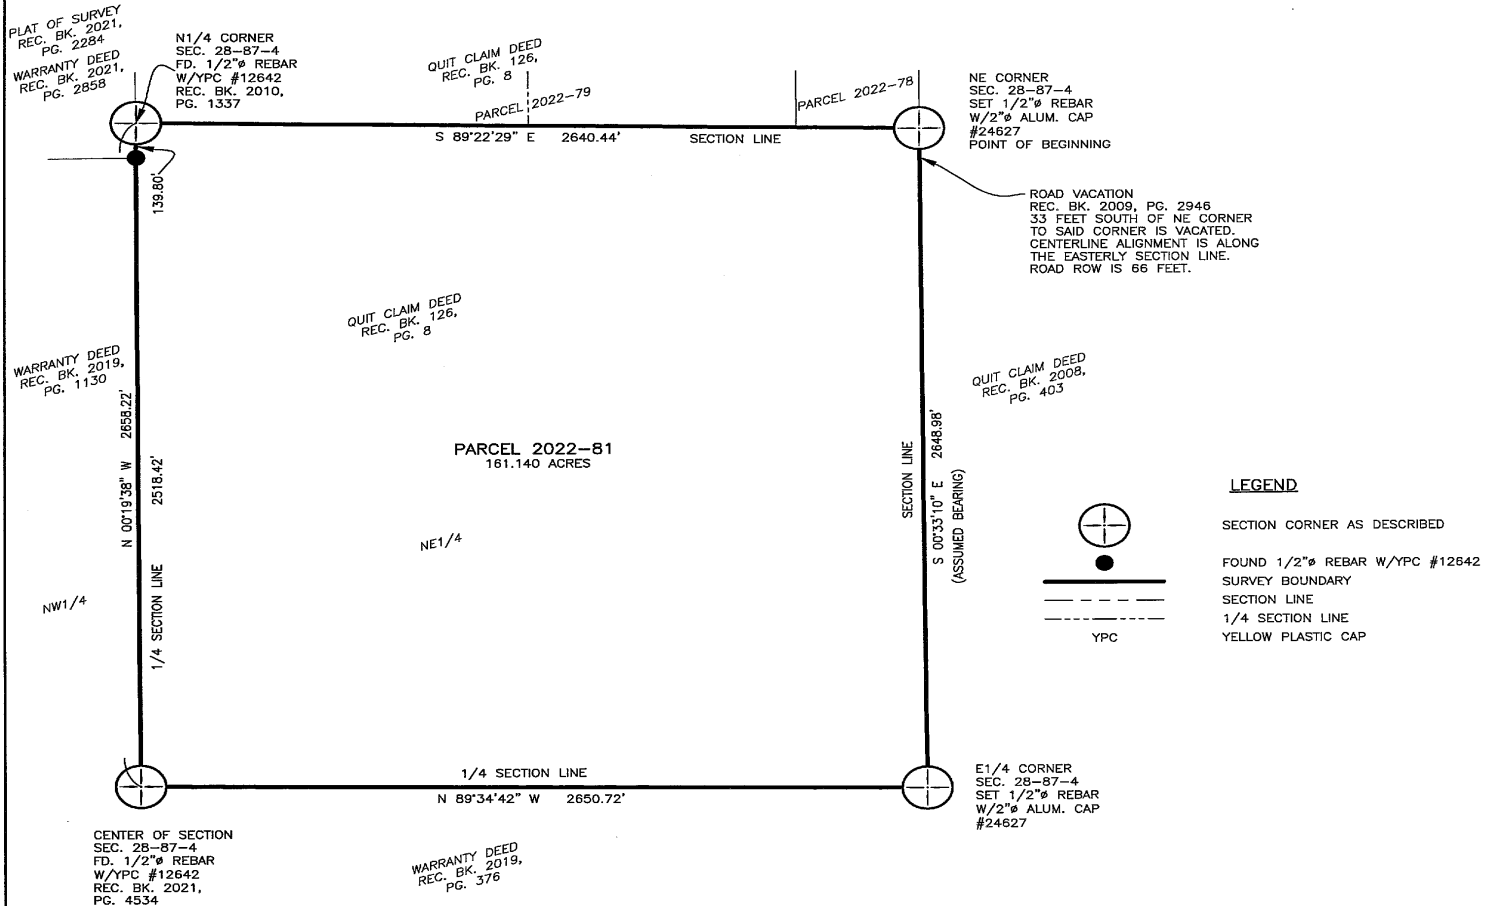 PLAT OF SURVEY
REC. BK. 2021,
PG. 2284
WARRANTY DEED
REC. BK. 2021,
PG. 2858
N1/4 CORNER
SEC. 28-87-4
FD. 1/2"ø REBAR
W/YPC #12642
REC. BK. 2010,
PG. 1337
QUIT CLAIM DEED
REC. BK. 126,
PG. 8
PARCEL 2022-79
PARCEL 2022-78
NE CORNER
SEC. 28-87-4
SET 1/2"ø REBAR
W/2"ø ALUM. CAP
#24627
POINT OF BEGINNING
S 89°22'29" E 2640.44' SECTION LINE
139.80'
ROAD VACATION
REC. BK. 2009, PG. 2946
33 FEET SOUTH OF NE CORNER
TO SAID CORNER IS VACATED.
CENTERLINE ALIGNMENT IS ALONG
THE EASTERLY SECTION LINE.
ROAD ROW IS 66 FEET.
QUIT CLAIM DEED
REC. BK. 126,
PG. 8
WARRANTY DEED
REC. BK. 2019,
PG. 1130
QUIT CLAIM DEED
REC. BK. 2008,
PG. 403
N 00°19'38" W 2658.22'
2518.42'
1/4 SECTION LINE
PARCEL 2022-81
161.140 ACRES
NE1/4
NW1/4
SECTION LINE
S 00°33'10" E 2648.98'
(ASSUMED BEARING)
LEGEND
SECTION CORNER AS DESCRIBED
FOUND 1/2"ø REBAR W/YPC #12642
SURVEY BOUNDARY
SECTION LINE
1/4 SECTION LINE
YPC YELLOW PLASTIC CAP
1/4 SECTION LINE
N 89°34'42" W 2650.72'
E1/4 CORNER
SEC. 28-87-4
SET 1/2"ø REBAR
W/2"ø ALUM. CAP
#24627
CENTER OF SECTION
SEC. 28-87-4
FD. 1/2"ø REBAR
W/YPC #12642
REC. BK. 2021,
PG. 4534
WARRANTY DEED
REC. BK. 2019,
PG. 376